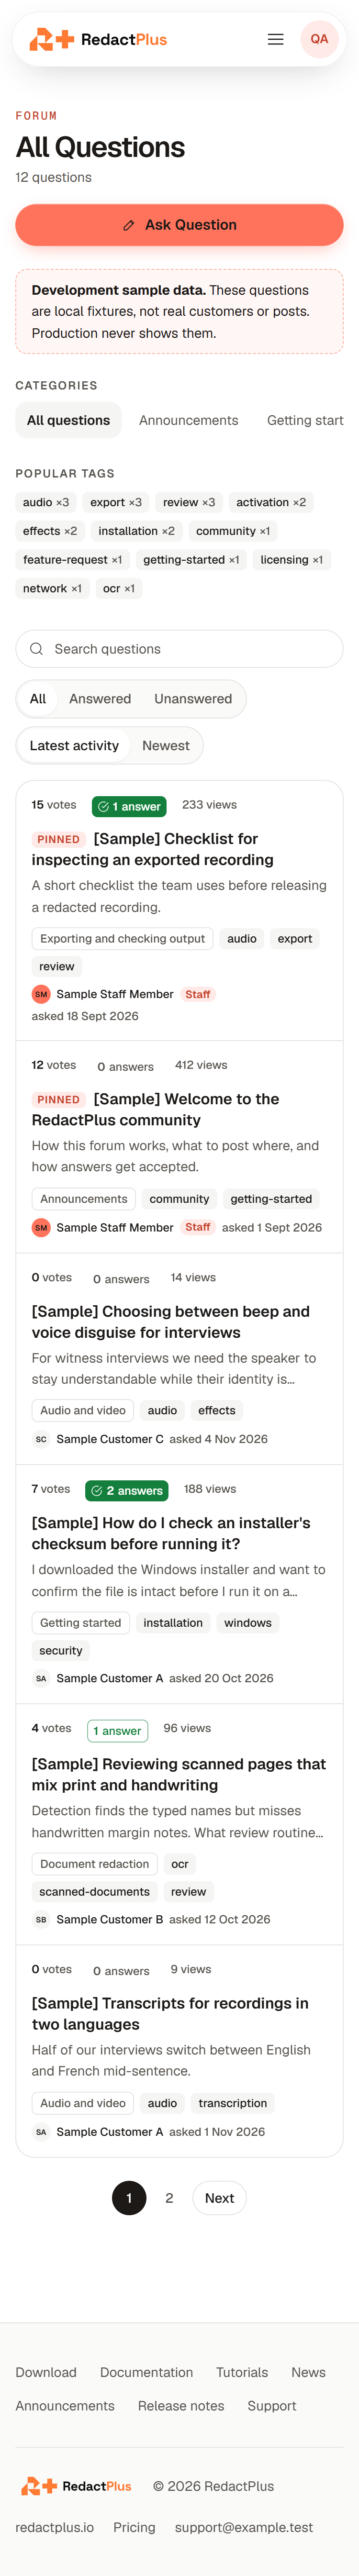 RedactPlus
QA
FORUM
All Questions
12 questions
Ask Question
Development sample data. These questions
are local fixtures, not real customers or posts.
Production never shows them.
CATEGORIES
All questions Announcements Getting start
POPULAR TAGS
audio ×3 export ×3 review ×3 activation ×2
effects ×2 installation ×2 community ×1
feature-request ×1 getting-started ×1 licensing ×1
network ×1 ocr ×1
Search questions
All Answered Unanswered
Latest activity Newest
15 votes 1 answer 233 views
PINNED [Sample] Checklist for
inspecting an exported recording
A short checklist the team uses before releasing
a redacted recording.
Exporting and checking output audio export
review
SM Sample Staff Member Staff
asked 18 Sept 2026
12 votes 0 answers 412 views
PINNED [Sample] Welcome to the
RedactPlus community
How this forum works, what to post where, and
how answers get accepted.
Announcements community getting-started
SM Sample Staff Member Staff asked 1 Sept 2026
0 votes 0 answers 14 views
[Sample] Choosing between beep and
voice disguise for interviews
For witness interviews we need the speaker to
stay understandable while their identity is…
Audio and video audio effects
SC Sample Customer C asked 4 Nov 2026
7 votes 2 answers 188 views
[Sample] How do I check an installer's
checksum before running it?
I downloaded the Windows installer and want to
confirm the file is intact before I run it on a…
Getting started installation windows
security
SA Sample Customer A asked 20 Oct 2026
4 votes 1 answer 96 views
[Sample] Reviewing scanned pages that
mix print and handwriting
Detection finds the typed names but misses
handwritten margin notes. What review routine…
Document redaction ocr
scanned-documents review
SB Sample Customer B asked 12 Oct 2026
0 votes 0 answers 9 views
[Sample] Transcripts for recordings in
two languages
Half of our interviews switch between English
and French mid-sentence.
Audio and video audio transcription
SA Sample Customer A asked 1 Nov 2026
1 2 Next
Download Documentation Tutorials News
Announcements Release notes Support
RedactPlus © 2026 RedactPlus
redactplus.io Pricing support@example.test